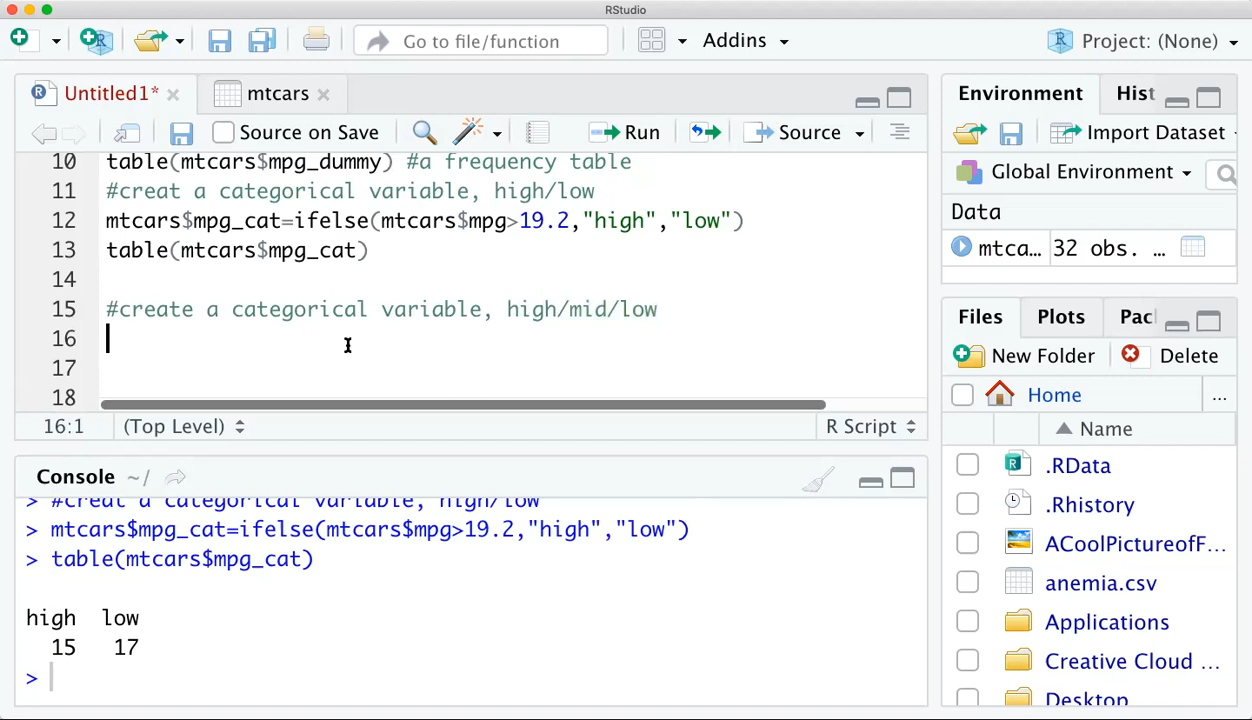 RStudio
Go to file/function
Addins
Project: (None)
Untitled1*
mtcars
Source on Save
Run
Source
10 table(mtcars$mpg_dummy) #a frequency table
11 #creat a categorical variable, high/low
12 mtcars$mpg_cat=ifelse(mtcars$mpg>19.2,"high","low")
13 table(mtcars$mpg_cat)
14
15 #create a categorical variable, high/mid/low
16
17
18
16:1 (Top Level) R Script
Console ~/
> #creat a categorical variable, high/low
> mtcars$mpg_cat=ifelse(mtcars$mpg>19.2,"high","low")
> table(mtcars$mpg_cat)
high low
15 17
>
Environment Hist
Import Dataset
R Global Environment
Data
mtca… 32 obs. …
Files Plots Pac
New Folder Delete
Home ...
Name
.RData
.Rhistory
ACoolPictureofF...
anemia.csv
Applications
Creative Cloud ...
Desktop